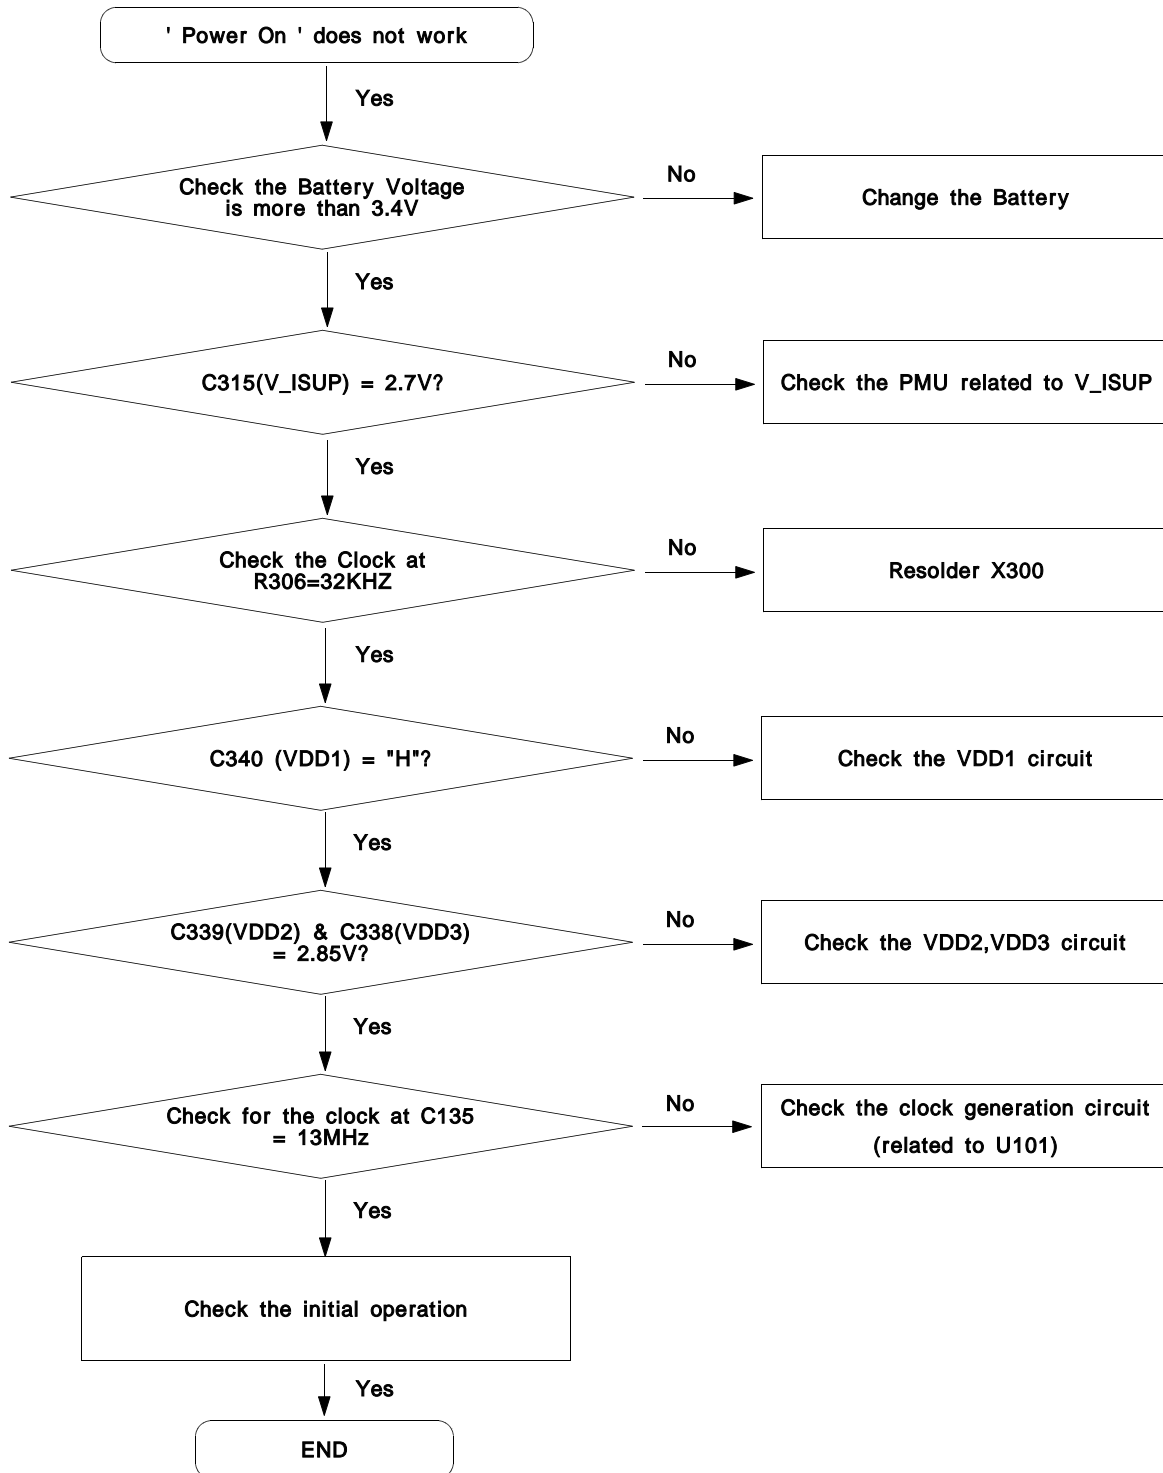 ' Power On ' does not work
Yes
Check the Battery Voltage
is more than 3.4V
No
Change the Battery
Yes
C315(V_ISUP) = 2.7V?
No
Check the PMU related to V_ISUP
Yes
Check the Clock at
R306=32KHZ
No
Resolder X300
Yes
C340 (VDD1) = "H"?
No
Check the VDD1 circuit
Yes
C339(VDD2) & C338(VDD3)
= 2.85V?
No
Check the VDD2,VDD3 circuit
Yes
Check for the clock at C135
= 13MHz
No
Check the clock generation circuit
(related to U101)
Yes
Check the initial operation
Yes
END